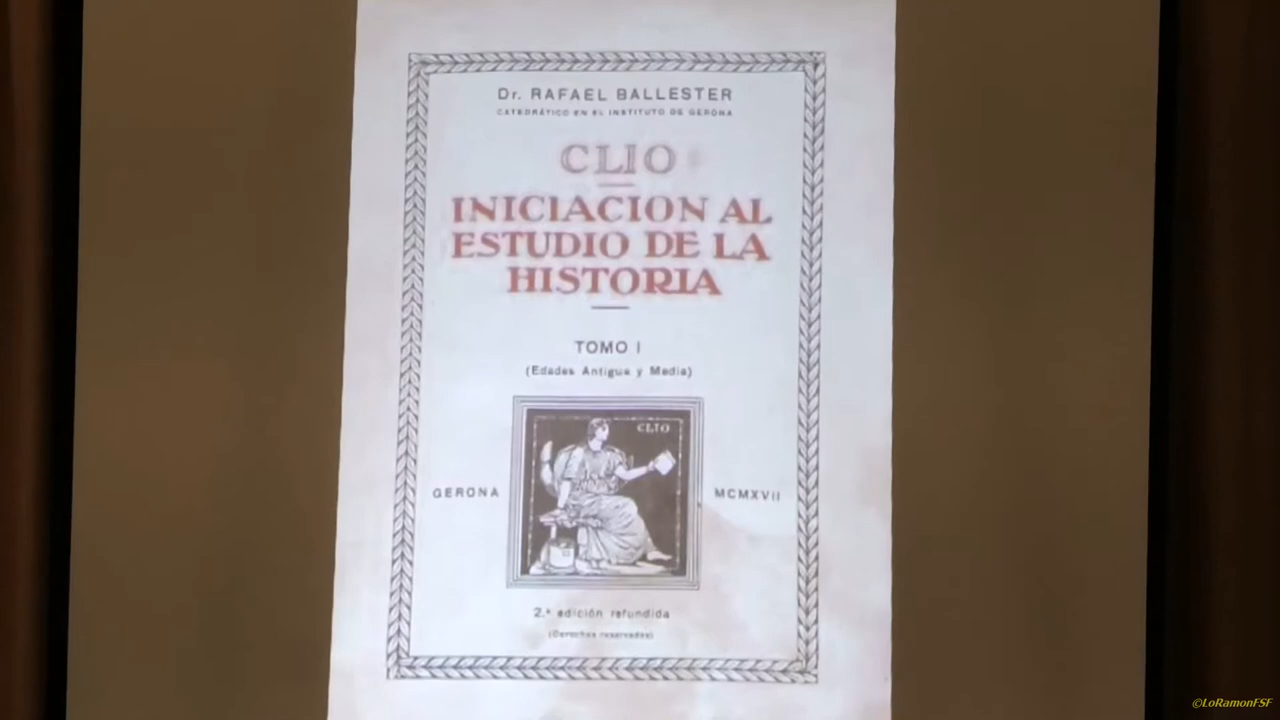 Dr. RAFAEL BALLESTER
CATEDRÁTICO EN EL INSTITUTO DE GERONA
CLIO
INICIACION AL
ESTUDIO DE LA
HISTORIA
TOMO I
(Edades Antigua y Media)
CLIO
GERONA
MCMXVII
2.ª edición refundida
(Derechos reservados)
©LoRamonFSF